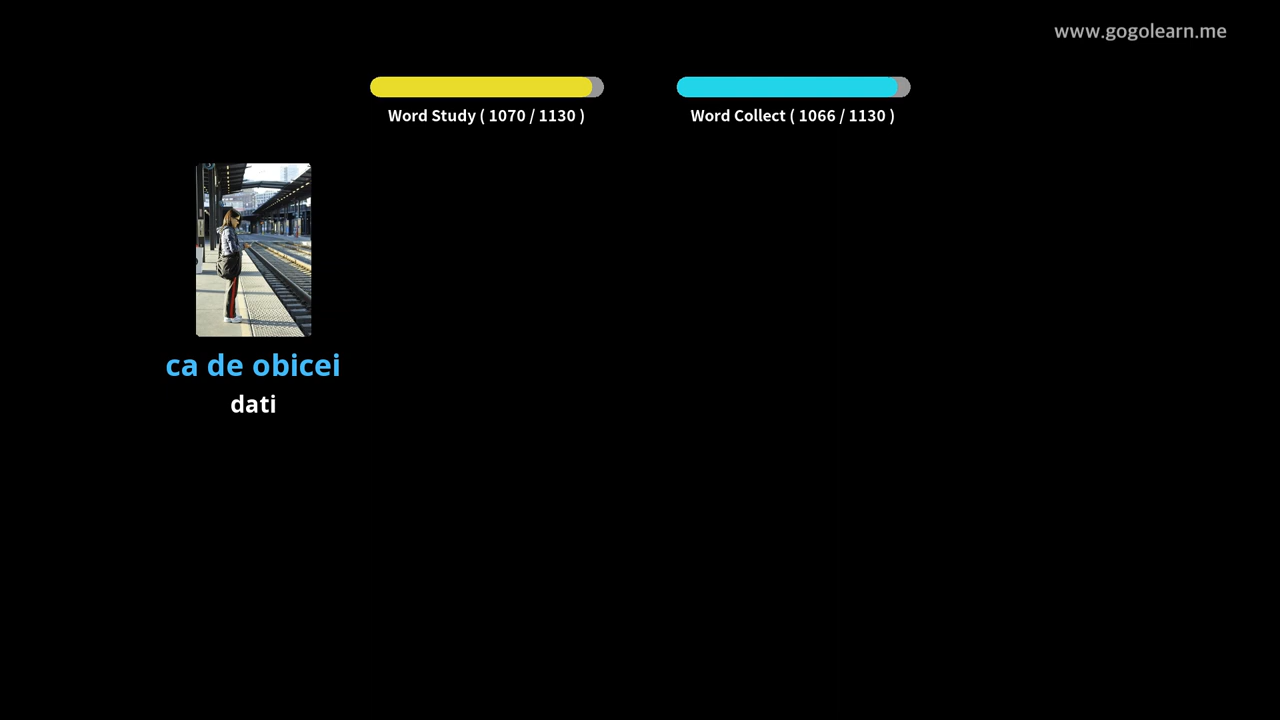 www.gogolearn.me
Word Study ( 1070 / 1130 )
Word Collect ( 1066 / 1130 )
ca de obicei
dati